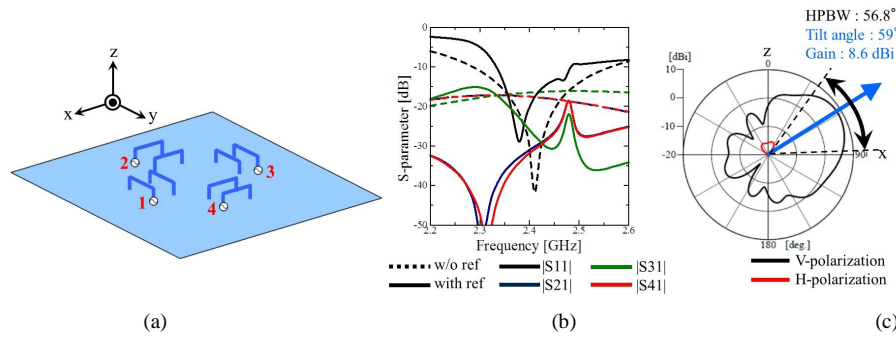 (a)
z
x
y
2
3
1
4
(b)
S-parameter [dB]
0
-10
-20
-30
-40
-50
2.2
2.3
2.4
2.5
2.6
Frequency [GHz]
w/o ref
|S11|
|S31|
with ref
|S21|
|S41|
(c)
HPBW : 56.8°
Tilt angle : 59°
Gain : 8.6 dBi
[dBi]
z
0
10
0
-10
-20
90
x
180
[deg.]
V-polarization
H-polarization
(a)
(b)
(c)